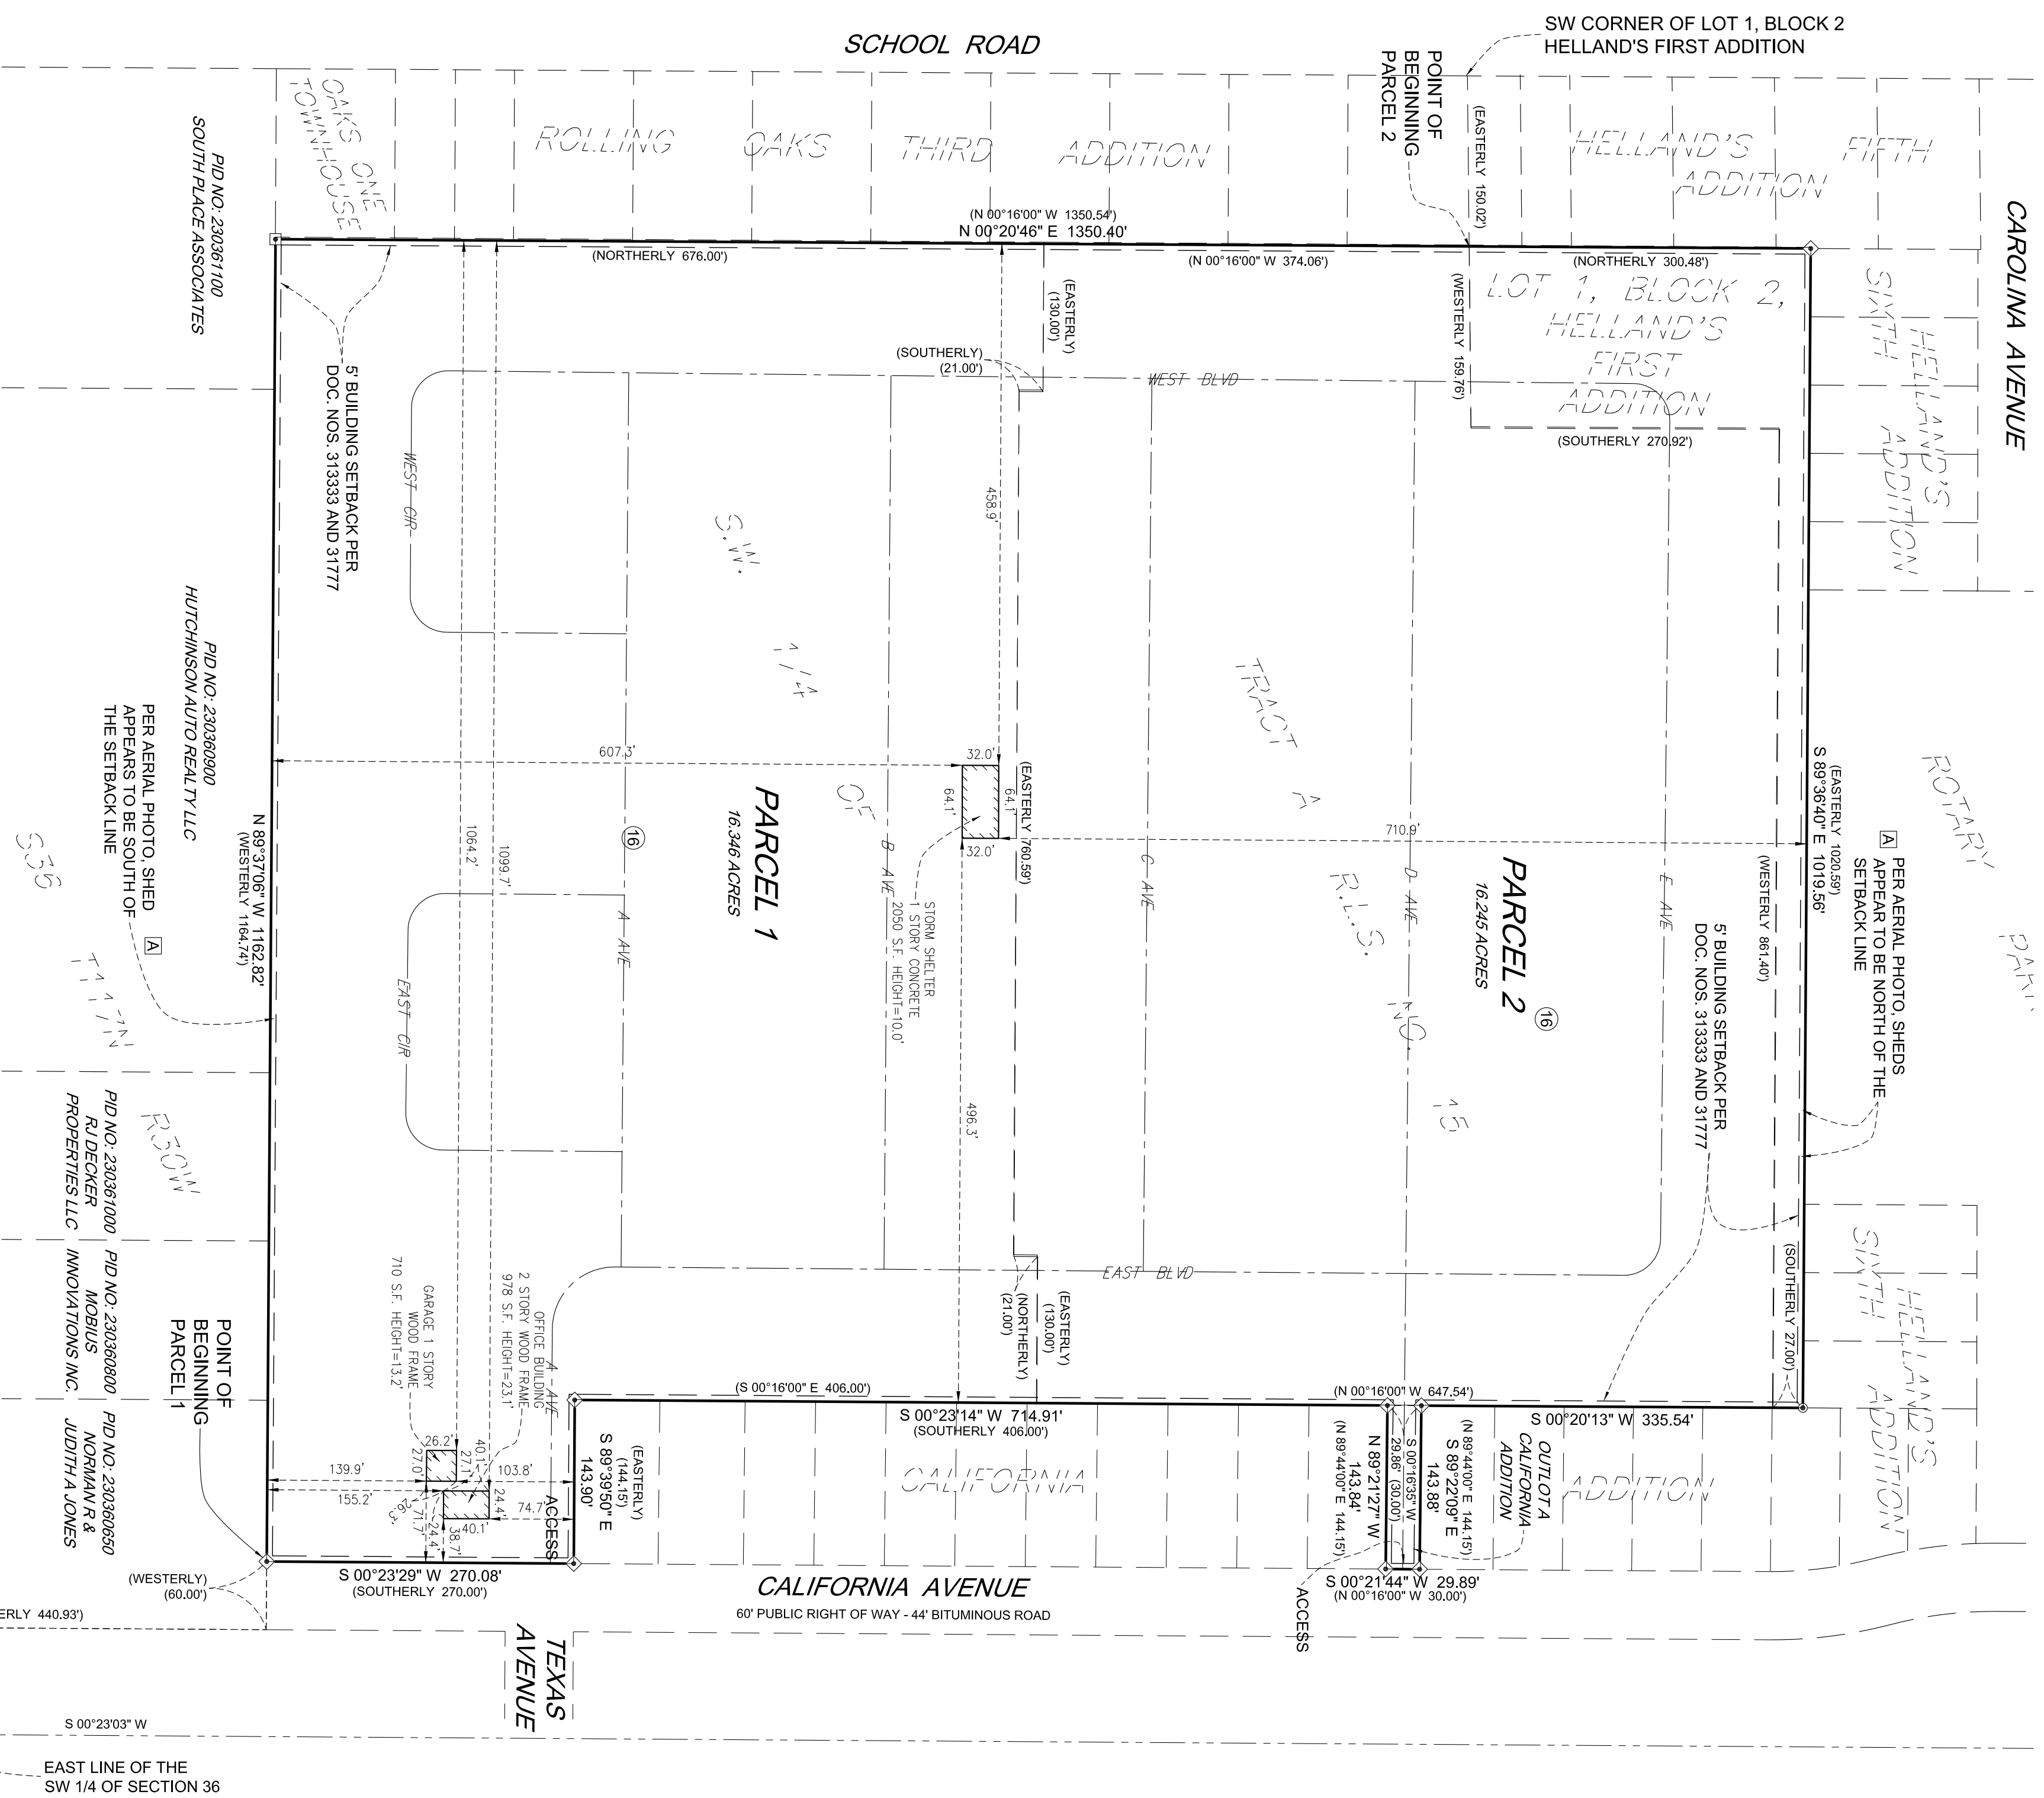 SCHOOL ROAD
SW CORNER OF LOT 1, BLOCK 2
HELLAND'S FIRST ADDITION
POINT OF
BEGINNING
PARCEL 2
(EASTERLY 150.02')
CAROLINA AVENUE
OAKS ONE
TOWNHOUSE
ROLLING OAKS THIRD ADDITION
HELLAND'S FIFTH
ADDITION
PID NO: 230361100
SOUTH PLACE ASSOCIATES
(N 00°16'00" W 1350.54')
N 00°20'46" E 1350.40'
(NORTHERLY 676.00')
(N 00°16'00" W 374.06')
(NORTHERLY 300.48')
(EASTERLY)
(130.00')
(SOUTHERLY)
(21.00')
(WESTERLY 159.76')
LOT 1, BLOCK 2,
HELLAND'S
FIRST
ADDITION
(SOUTHERLY 270.92')
HELLAND'S
SIXTH ADDITION
5' BUILDING SETBACK PER
DOC. NOS. 313333 AND 31777
WEST BLVD
WEST CIR
458.9'
S.W. 1/4 OF
TRACT A R.L.S. NO. 15
ROTARY PARK
PID NO: 230360900
HUTCHINSON AUTO REALTY LLC
PER AERIAL PHOTO, SHED
APPEARS TO BE SOUTH OF
THE SETBACK LINE
A
N 89°37'06" W 1162.82'
(WESTERLY 1164.74')
S36 T117N R30W
607.3'
1064.2'
1099.7'
16
PARCEL 1
16.346 ACRES
32.0'
64.1'
64.1'
32.0'
(EASTERLY 760.59')
710.9'
STORM SHELTER
1 STORY CONCRETE
2050 S.F. HEIGHT=10.0'
A AVE
B AVE
C AVE
D AVE
E AVE
PARCEL 2
16.245 ACRES
16
(EASTERLY 1020.59')
S 89°36'40" E 1019.56'
(WESTERLY 861.40')
A
PER AERIAL PHOTO, SHEDS
APPEAR TO BE NORTH OF THE
SETBACK LINE
5' BUILDING SETBACK PER
DOC. NOS. 313333 AND 31777
EAST CIR
496.3'
EAST BLVD
(EASTERLY)
(130.00')
(NORTHERLY)
(21.00')
(SOUTHERLY 27.00')
HELLAND'S
SIXTH ADDITION
PID NO: 230361000
RJ DECKER
PROPERTIES LLC
PID NO: 230360800
MOBIUS
INNOVATIONS INC.
PID NO: 230360650
NORMAN R &
JUDITH A JONES
POINT OF
BEGINNING
PARCEL 1
GARAGE 1 STORY
WOOD FRAME
710 S.F. HEIGHT=13.2'
OFFICE BUILDING
2 STORY WOOD FRAME
978 S.F. HEIGHT=23.1'
A AVE
26.2'
27.1'
27.0'
26.3'
40.1'
103.8'
139.9'
155.2'
24.4'
74.7'
71.7'
24.4'
38.7'
40.1'
ACCESS
(EASTERLY)
(144.15')
S 89°39'50" E
143.90'
(S 00°16'00" E 406.00')
S 00°23'14" W 714.91'
(SOUTHERLY 406.00')
(N 00°16'00" W 647.54')
S 00°20'13" W 335.54'
CALIFORNIA ADDITION
(N 89°44'00" E 144.15')
N 89°21'27" W
143.84'
29.86' (30.00')
S 00°16'35" W
(N 89°44'00" E 144.15')
S 89°22'09" E
143.88'
OUTLOT A
CALIFORNIA
ADDITION
S 00°21'44" W 29.89'
(N 00°16'00" W 30.00')
ACCESS
S 00°23'29" W 270.08'
(SOUTHERLY 270.00')
(WESTERLY)
(60.00')
CALIFORNIA AVENUE
60' PUBLIC RIGHT OF WAY - 44' BITUMINOUS ROAD
TEXAS
AVENUE
ERLY 440.93')
S 00°23'03" W
EAST LINE OF THE
SW 1/4 OF SECTION 36